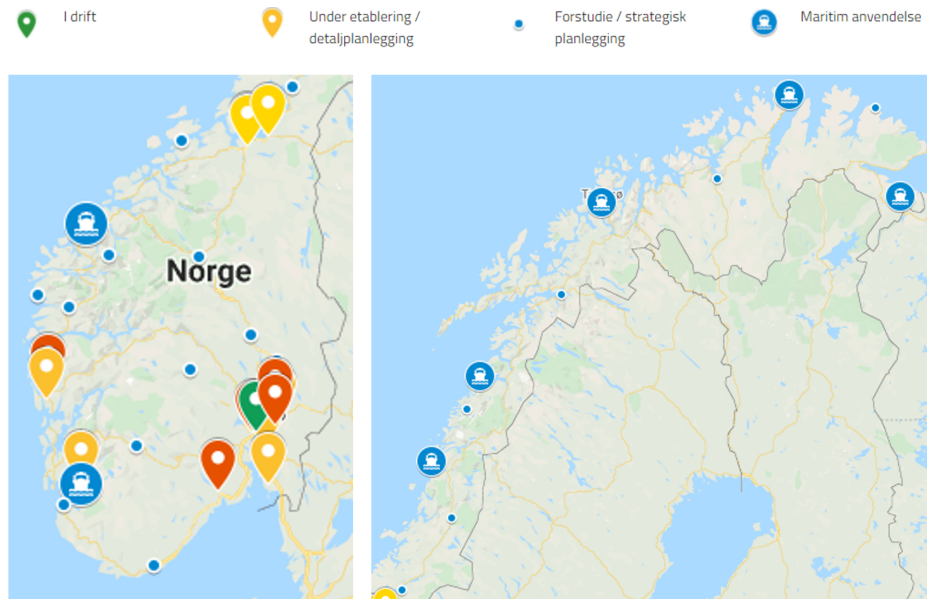 I drift
Under etablering /
detaljplanlegging
Forstudie / strategisk
planlegging
Maritim anvendelse
Norge